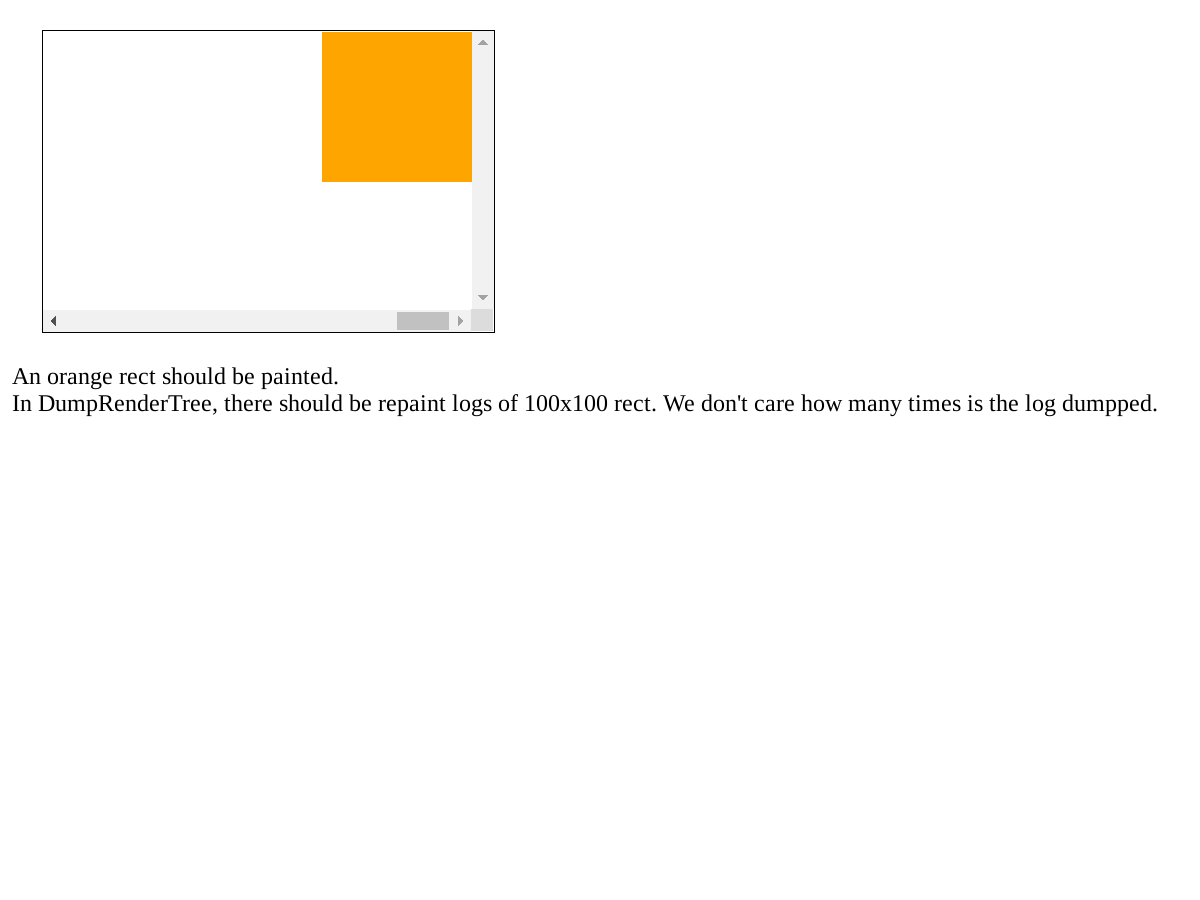 An orange rect should be painted.
In DumpRenderTree, there should be repaint logs of 100x100 rect. We don't care how many times is the log dumpped.